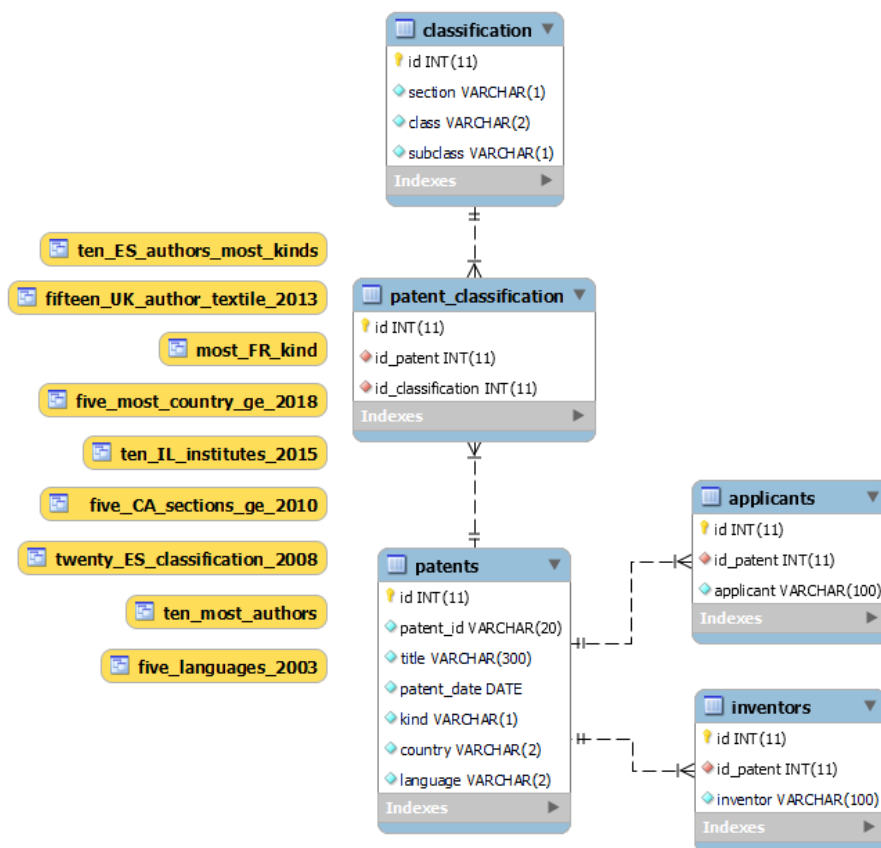 classification
id INT(11)
section VARCHAR(1)
class VARCHAR(2)
subclass VARCHAR(1)
Indexes
ten_ES_authors_most_kinds
fifteen_UK_author_textile_2013
most_FR_kind
five_most_country_ge_2018
ten_IL_institutes_2015
five_CA_sections_ge_2010
twenty_ES_classification_2008
ten_most_authors
five_languages_2003
patent_classification
id INT(11)
id_patent INT(11)
id_classification INT(11)
Indexes
patents
id INT(11)
patent_id VARCHAR(20)
title VARCHAR(300)
patent_date DATE
kind VARCHAR(1)
country VARCHAR(2)
language VARCHAR(2)
Indexes
applicants
id INT(11)
id_patent INT(11)
applicant VARCHAR(100)
Indexes
inventors
id INT(11)
id_patent INT(11)
inventor VARCHAR(100)
Indexes